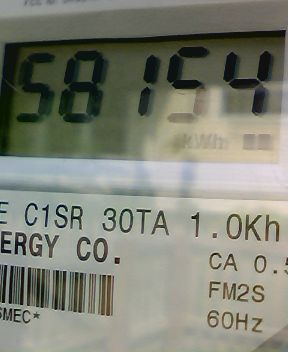 58154
kWh
E C1SR 30TA 1.0Kh
ERGY CO.
CA 0.5
FM2S
SMEC*
60Hz